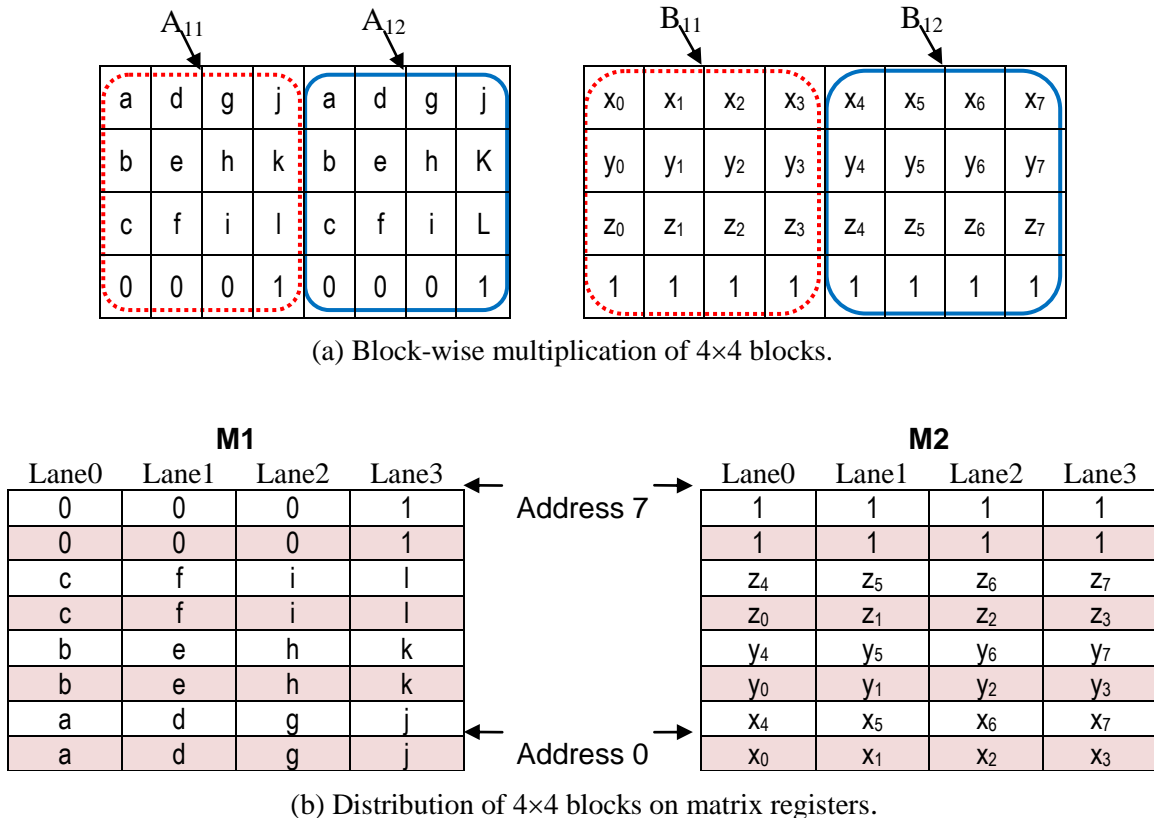 A11 A12 B11 B12
a d g j a d g j x0 x1 x2 x3 x4 x5 x6 x7
b e h k b e h K y0 y1 y2 y3 y4 y5 y6 y7
c f i l c f i L z0 z1 z2 z3 z4 z5 z6 z7
0 0 0 1 0 0 0 1 1 1 1 1 1 1 1 1
(a) Block-wise multiplication of 4×4 blocks.
M1 M2
Lane0 Lane1 Lane2 Lane3 Lane0 Lane1 Lane2 Lane3
0 0 0 1 Address 7 1 1 1 1
0 0 0 1 1 1 1 1
c f i l z4 z5 z6 z7
c f i l z0 z1 z2 z3
b e h k y4 y5 y6 y7
b e h k y0 y1 y2 y3
a d g j x4 x5 x6 x7
a d g j Address 0 x0 x1 x2 x3
(b) Distribution of 4×4 blocks on matrix registers.